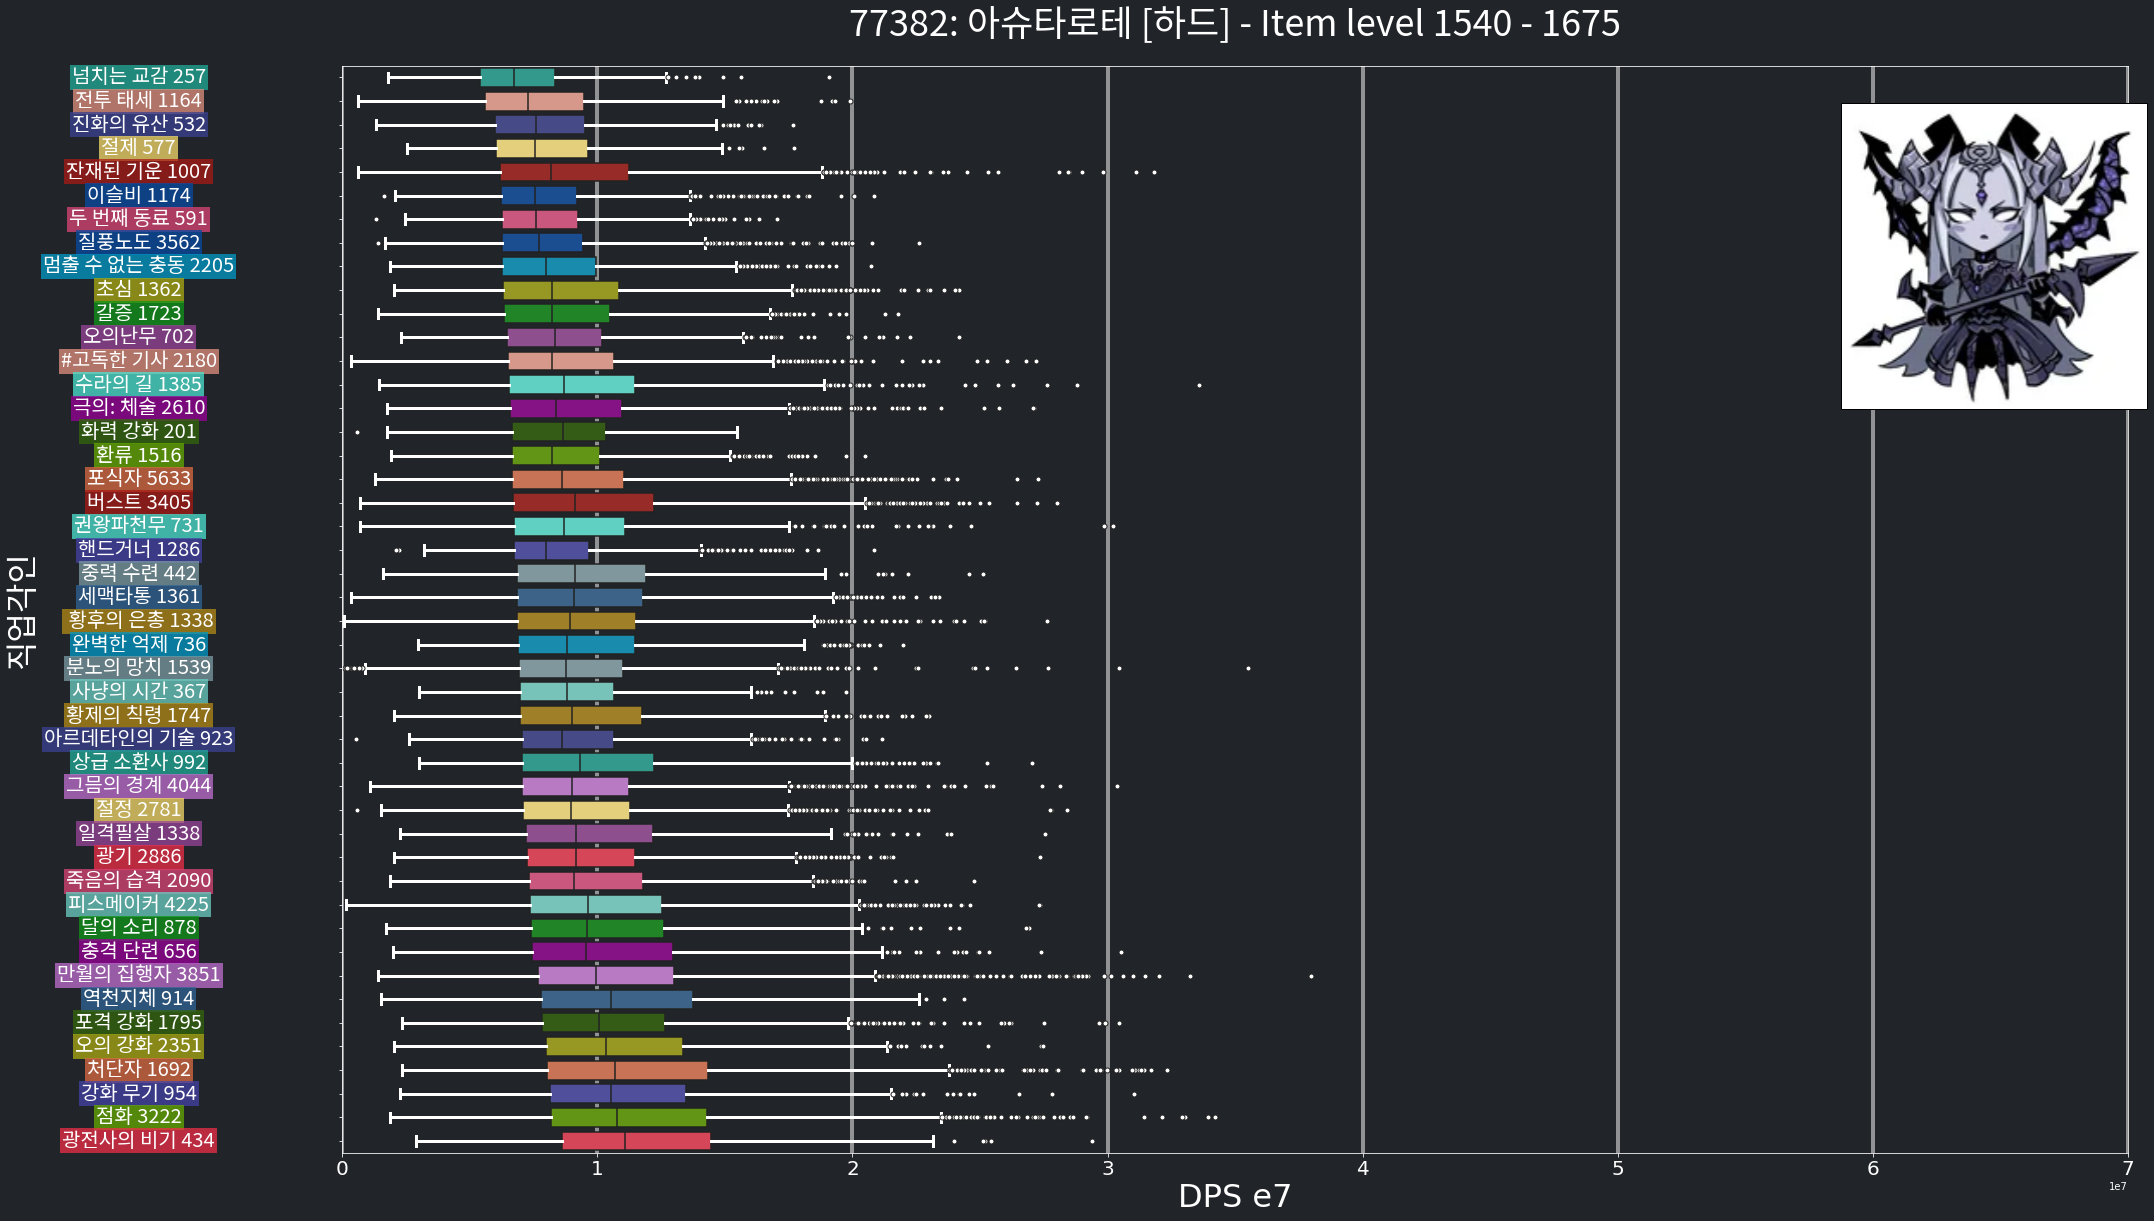 77382: 아슈타로테 [하드] - Item level 1540 - 1675
넘치는 교감 257
전투 태세 1164
진화의 유산 532
절제 577
잔재된 기운 1007
이슬비 1174
두 번째 동료 591
질풍노도 3562
멈출 수 없는 충동 2205
초심 1362
갈증 1723
오의난무 702
#고독한 기사 2180
수라의 길 1385
극의: 체술 2610
화력 강화 201
환류 1516
포식자 5633
버스트 3405
권왕파천무 731
핸드거너 1286
중력 수련 442
세맥타통 1361
황후의 은총 1338
완벽한 억제 736
분노의 망치 1539
사냥의 시간 367
황제의 칙령 1747
아르데타인의 기술 923
상급 소환사 992
그믐의 경계 4044
절정 2781
일격필살 1338
광기 2886
죽음의 습격 2090
피스메이커 4225
달의 소리 878
충격 단련 656
만월의 집행자 3851
역천지체 914
포격 강화 1795
오의 강화 2351
처단자 1692
강화 무기 954
점화 3222
광전사의 비기 434
직업각인
0 1 2 3 4 5 6 7
DPS e7
1e7